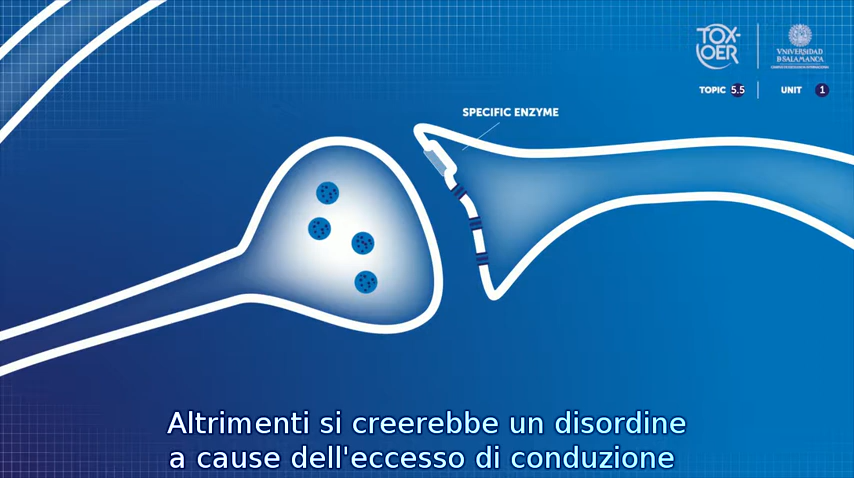 TOX-
OER
VNIVERSIDAD
D SALAMANCA
TOPIC 5.5 UNIT 1
SPECIFIC ENZYME
Altrimenti si creerebbe un disordine
a cause dell'eccesso di conduzione